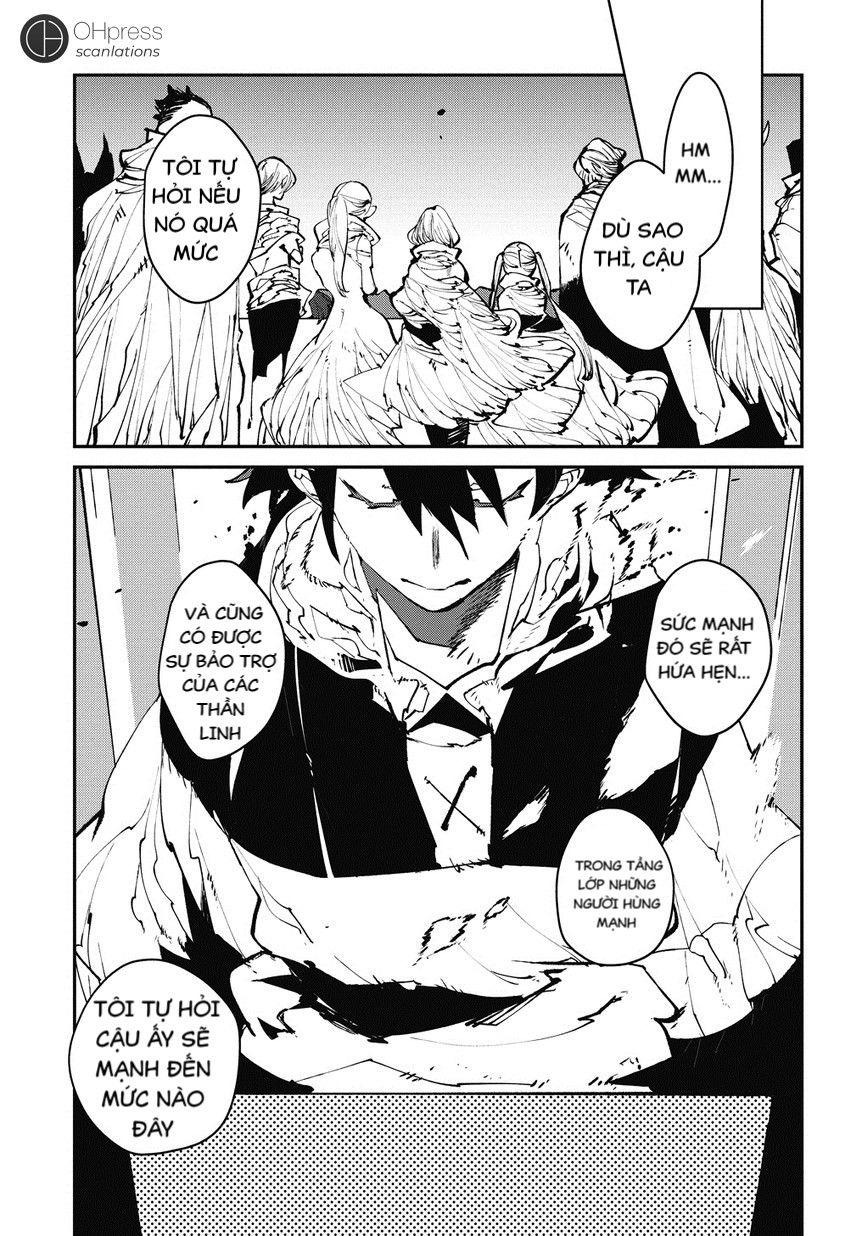 OHpress
scanlations
HM
MM...
DÙ SAO
THÌ, CẬU
TA
TÔI TỰ
HỎI NẾU
NÓ QUÁ
MỨC
SỨC MẠNH
ĐÓ SẼ RẤT
HỨA HẸN...
VÀ CŨNG
CÓ ĐƯỢC
SỰ BẢO TRỢ
CỦA CÁC
THẦN
LINH
TRONG TẦNG
LỚP NHỮNG
NGƯỜI HÙNG
MẠNH
TÔI TỰ HỎI
CẬU ẤY SẼ
MẠNH ĐẾN
MỨC NÀO
ĐÂY